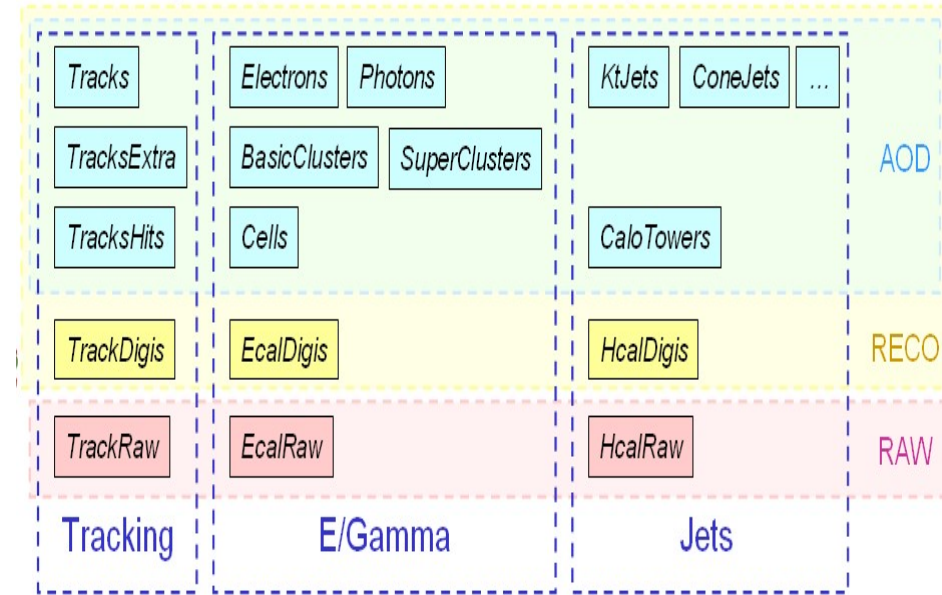 Tracks Electrons Photons KtJets ConeJets ...
TracksExtra BasicClusters SuperClusters AOD
TracksHits Cells CaloTowers
TrackDigis EcalDigis HcalDigis RECO
TrackRaw EcalRaw HcalRaw RAW
Tracking E/Gamma Jets